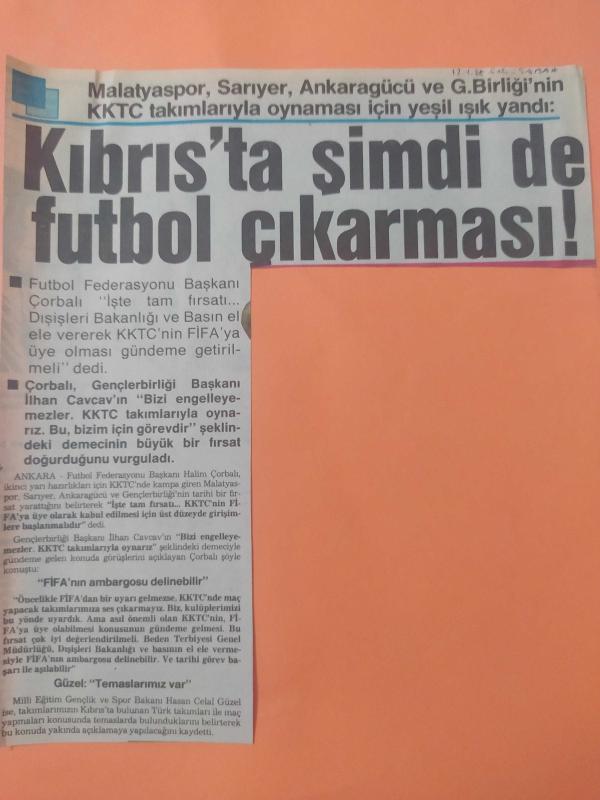 Malatyaspor, Sarıyer, Ankaragücü ve G.Birliği'nin
KKTC takımlarıyla oynaması için yeşil ışık yandı:
Kıbrıs'ta şimdi de
futbol çıkarması!
Futbol Federasyonu Başkanı
Çorbalı "İşte tam fırsatı...
Dışişleri Bakanlığı ve Basın el
ele vererek KKTC'nin FİFA'ya
üye olması gündeme getiril-
meli" dedi.
Çorbalı, Gençlerbirliği Başkanı
İlhan Cavcav'ın "Bizi engelleye-
mezler. KKTC takımlarıyla oyna-
rız. Bu, bizim için görevdir" şeklin-
deki demecinin büyük bir fırsat
doğurduğunu vurguladı.
ANKARA - Futbol Federasyonu Başkanı Halim Çorbalı,
ikinci yarı hazırlıkları için KKTC'nde kampa giren Malatyas-
por, Sarıyer, Ankaragücü ve Gençlerbirliği'nin tarihi bir fır-
sat yarattığını belirterek "İşte tam fırsatı... KKTC'nin Fİ-
FA'ya üye olarak kabul edilmesi için üst düzeyde girişim-
lere başlanmalıdır" dedi.
Gençlerbirliği Başkanı İlhan Cavcav'ın "Bizi engelleye-
mezler. KKTC takımlarıyla oynarız" şeklindeki demeciyle
gündeme gelen konuda görüşlerini açıklayan Çorbalı şöyle
konuştu:
"FİFA'nın ambargosu delinebilir"
"Öncelikle FİFA'dan bir uyarı gelmezse, KKTC'nde maç
yapacak takımlarımıza ses çıkarmayız. Biz, kulüplerimizi
bu yönde uyardık. Ama asıl önemli olan KKTC'nin, Fİ-
FA'ya üye olabilmesi konusunun gündeme gelmesi. Bu
fırsat çok iyi değerlendirilmeli. Beden Terbiyesi Genel
Müdürlüğü, Dışişleri Bakanlığı ve basının el ele verme-
siyle FİFA'nın ambargosu delinebilir. Ve tarihi görev ba-
şarı ile aşılabilir"
Güzel: "Temaslarımız var"
Milli Eğitim Gençlik ve Spor Bakanı Hasan Celal Güzel
ise, takımlarımızın Kıbrıs'ta bulunan Türk takımları ile maç
yapmaları konusunda temaslarda bulunduklarını belirterek
bu konuda yakında açıklamaya yapılacağını kaydetti.